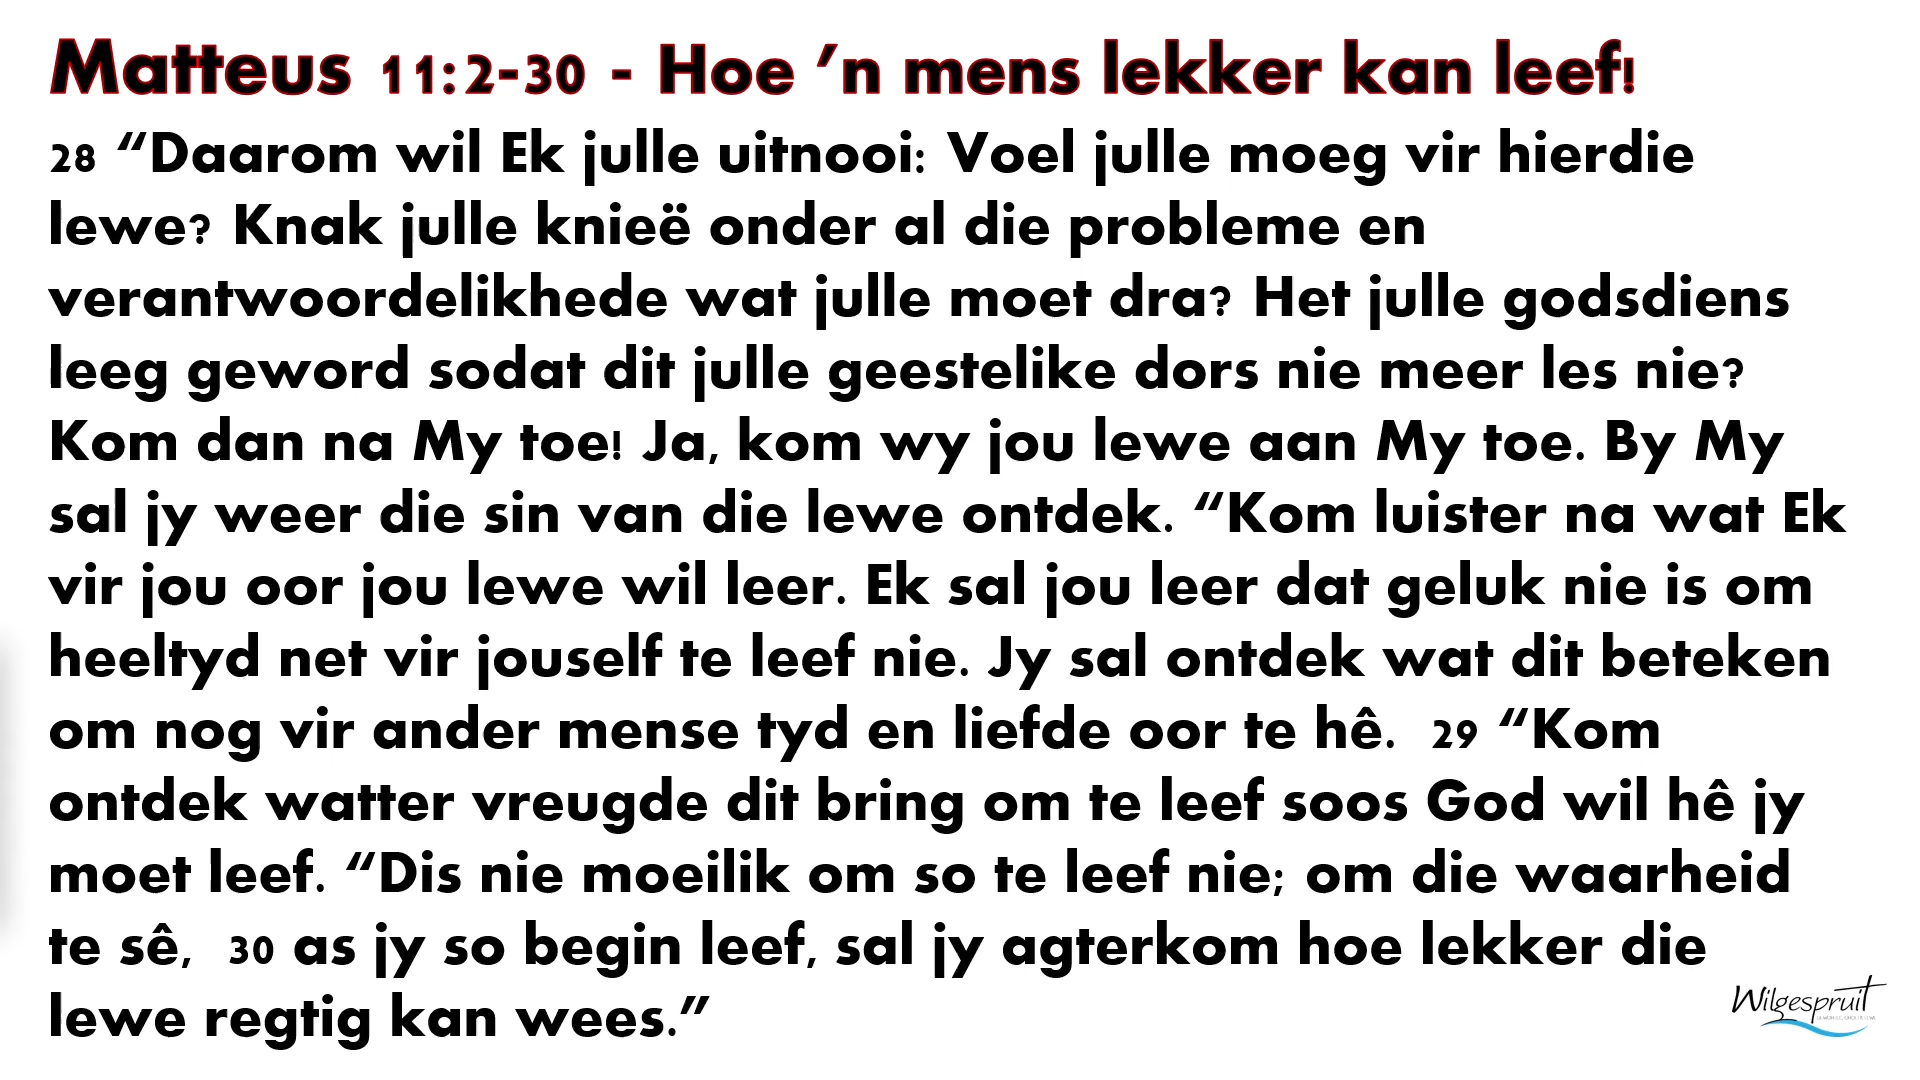 Matteus 11:2-30 - Hoe ’n mens lekker kan leef!
28 “Daarom wil Ek julle uitnooi: Voel julle moeg vir hierdie
lewe? Knak julle knieë onder al die probleme en
verantwoordelikhede wat julle moet dra? Het julle godsdiens
leeg geword sodat dit julle geestelike dors nie meer les nie?
Kom dan na My toe! Ja, kom wy jou lewe aan My toe. By My
sal jy weer die sin van die lewe ontdek. “Kom luister na wat Ek
vir jou oor jou lewe wil leer. Ek sal jou leer dat geluk nie is om
heeltyd net vir jouself te leef nie. Jy sal ontdek wat dit beteken
om nog vir ander mense tyd en liefde oor te hê. 29 “Kom
ontdek watter vreugde dit bring om te leef soos God wil hê jy
moet leef. “Dis nie moeilik om so te leef nie; om die waarheid
te sê, 30 as jy so begin leef, sal jy agterkom hoe lekker die
lewe regtig kan wees.”
Wilgespruit